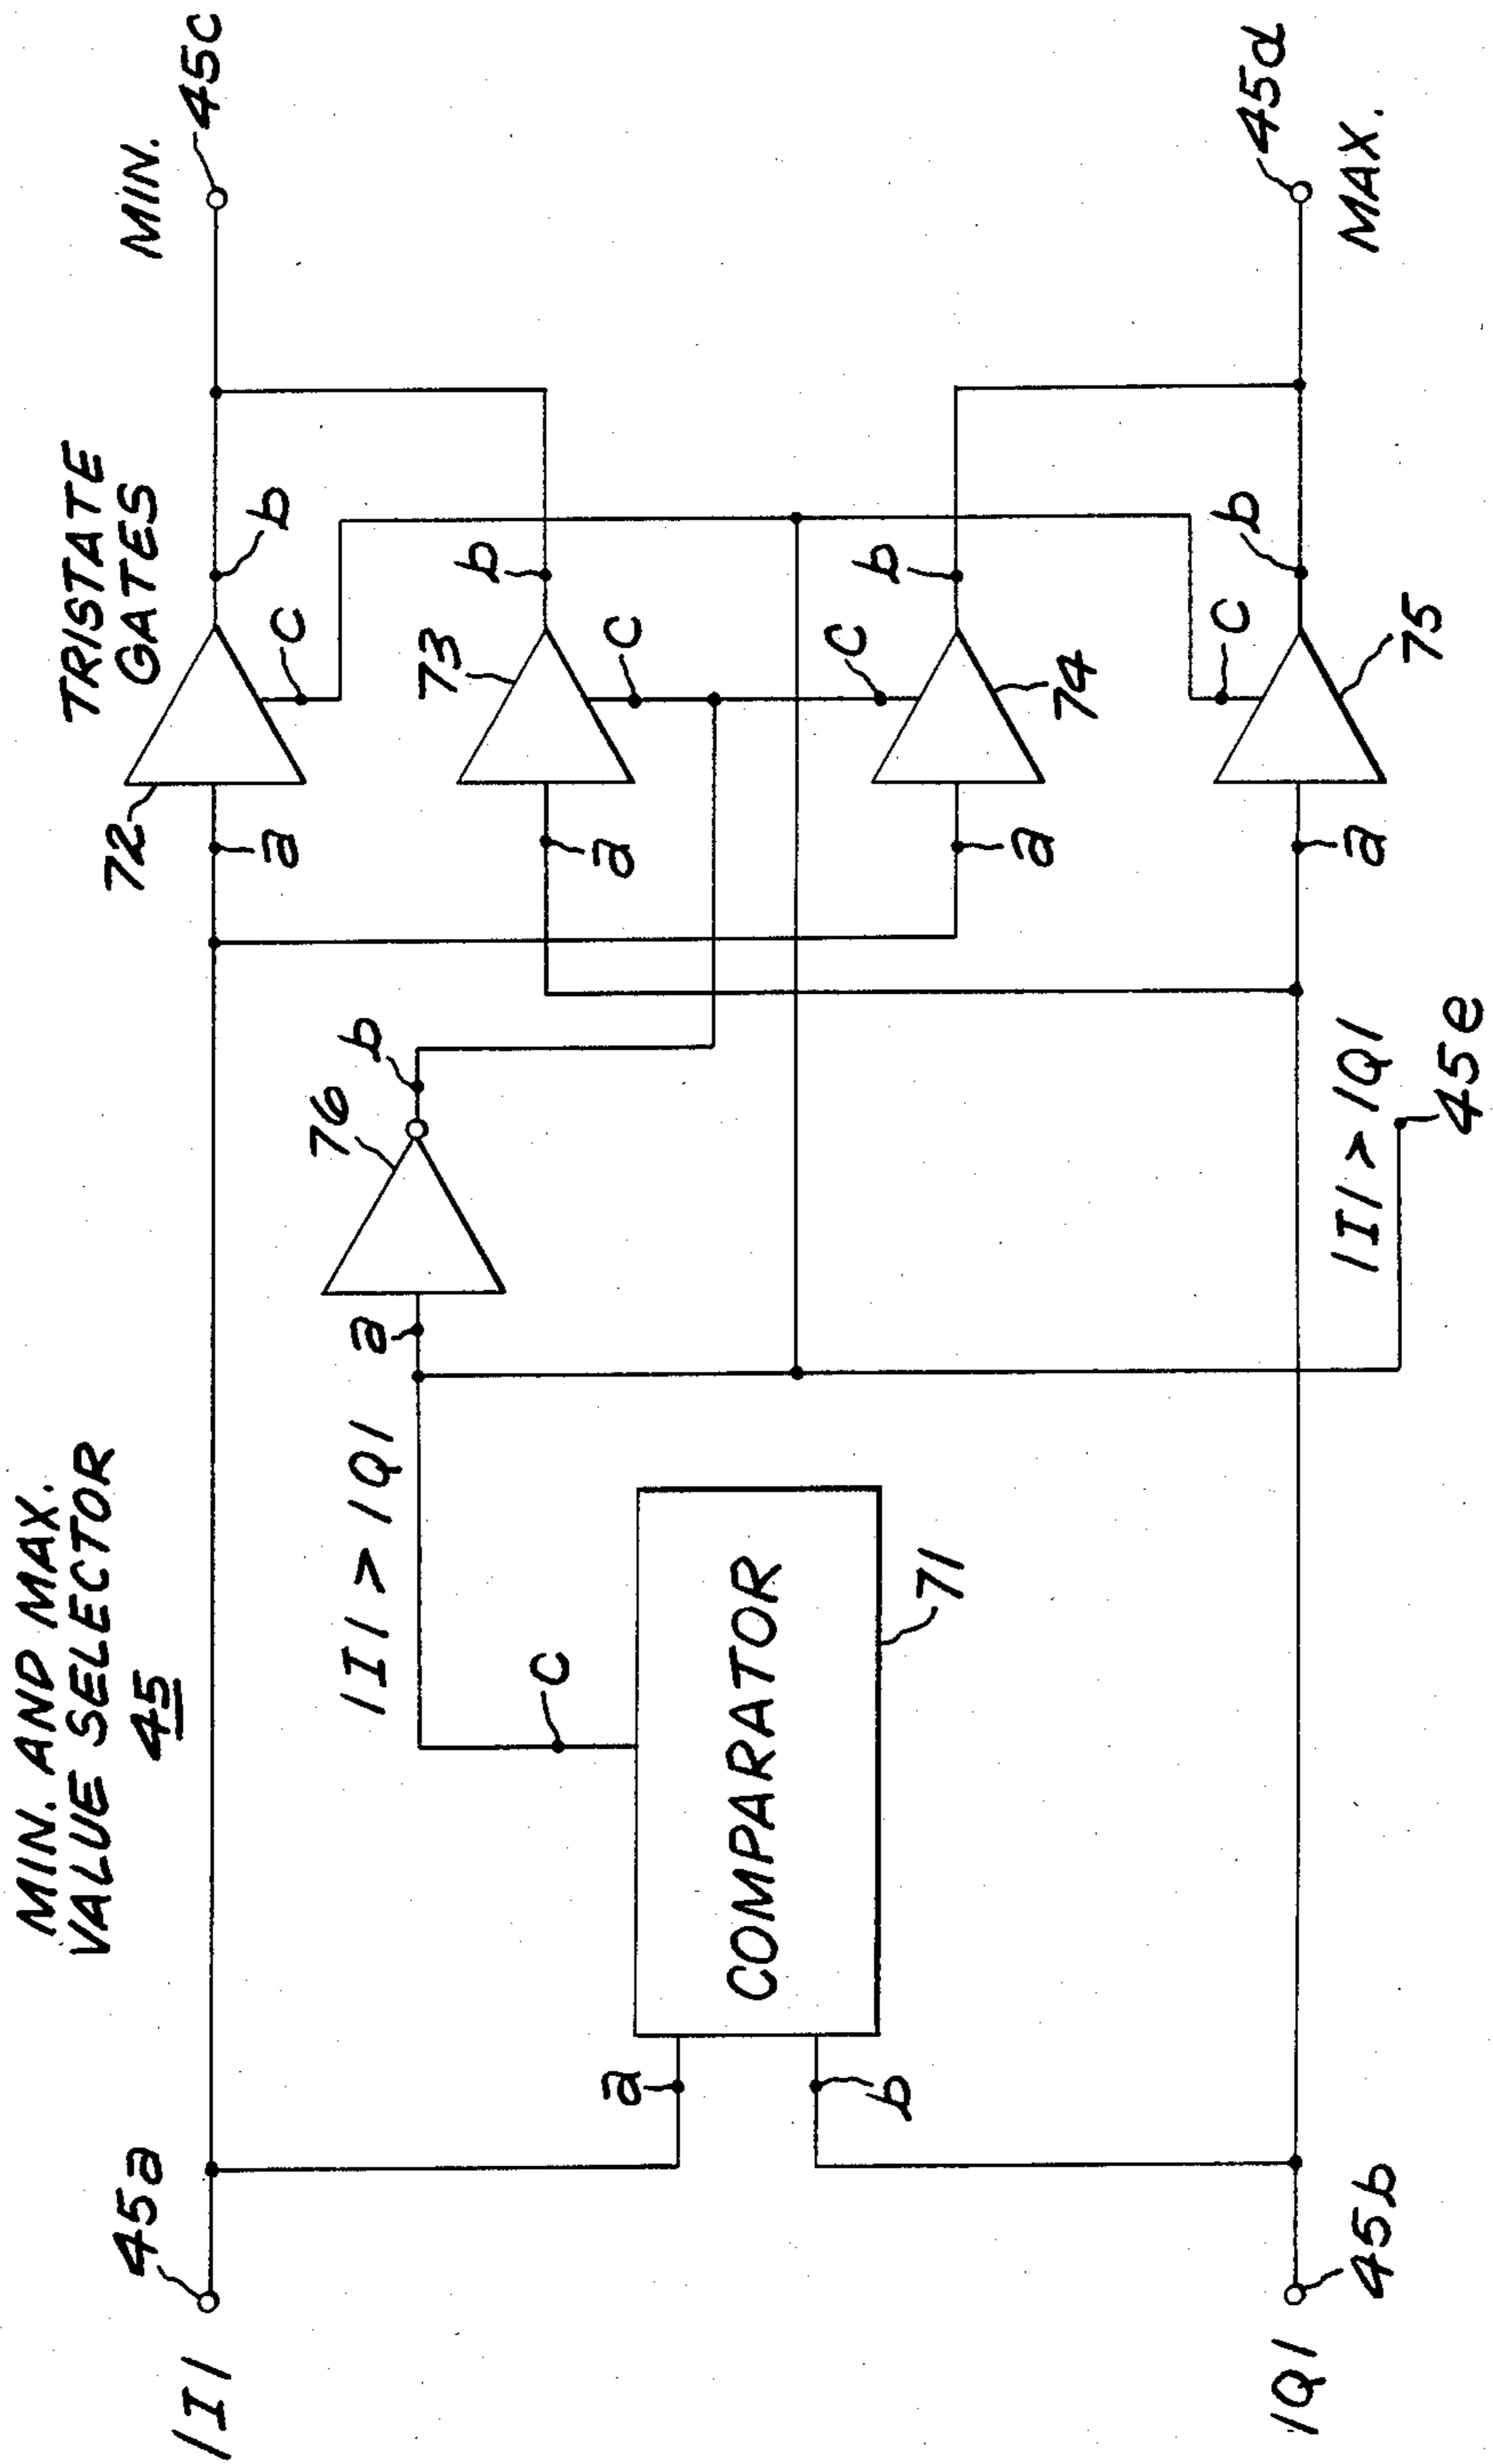 MIN. AND MAX.
VALUE SELECTOR
45
TRISTATE
GATES
|I|
45a
|Q|
45b
a
b
COMPARATOR
71
c
|I| > |Q|
a
76
b
|I| > |Q|
45e
72
a
b
c
73
a
b
c
74
a
b
c
75
a
b
c
MIN.
45c
MAX.
45d